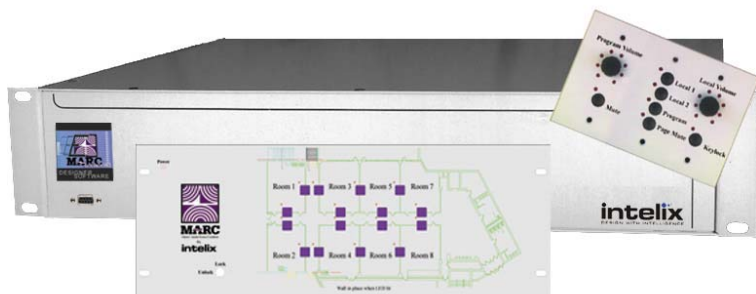 MARC
DESIGNER
SOFTWARE
intelix
DESIGN WITH INTELLIGENCE
Program Volume
Local Volume
Local 1
Local 2
Mute
Program
Page Mute
Keylock
Power
Room 1
Room 3
Room 5
Room 7
MARC
by
intelix
Room 2
Room 4
Room 6
Room 8
Lock
Unlock